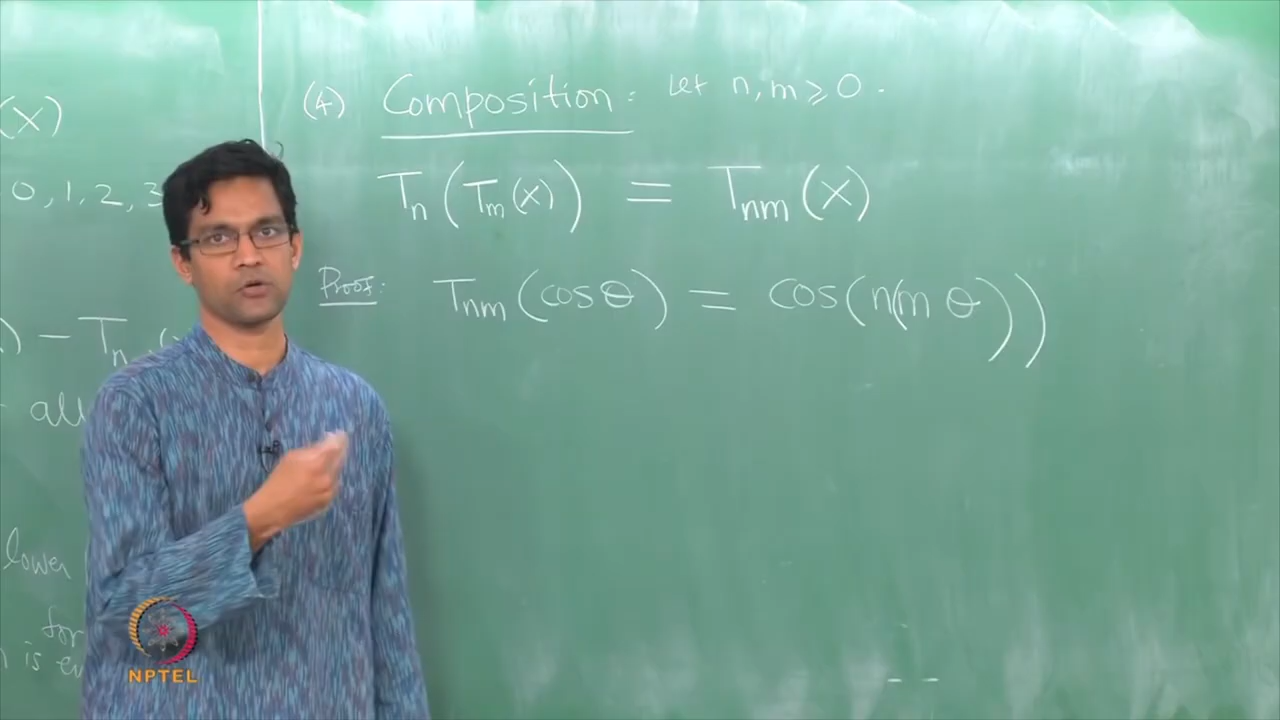 (x)
0, 1, 2, 3
) - Tn
all
lower
for
is
(4) Composition: Let n, m ⩾ 0.
Tn(Tm(x)) = Tnm(x)
Proof: Tnm(cos θ) = cos(n(m θ))
NPTEL